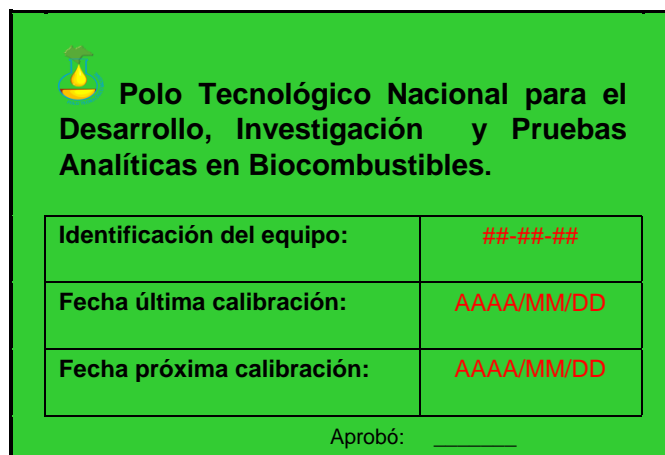 Polo Tecnológico Nacional para el
Desarrollo, Investigación y Pruebas
Analíticas en Biocombustibles.
Identificación del equipo: ##-##-##
Fecha última calibración: AAAA/MM/DD
Fecha próxima calibración: AAAA/MM/DD
Aprobó: _______